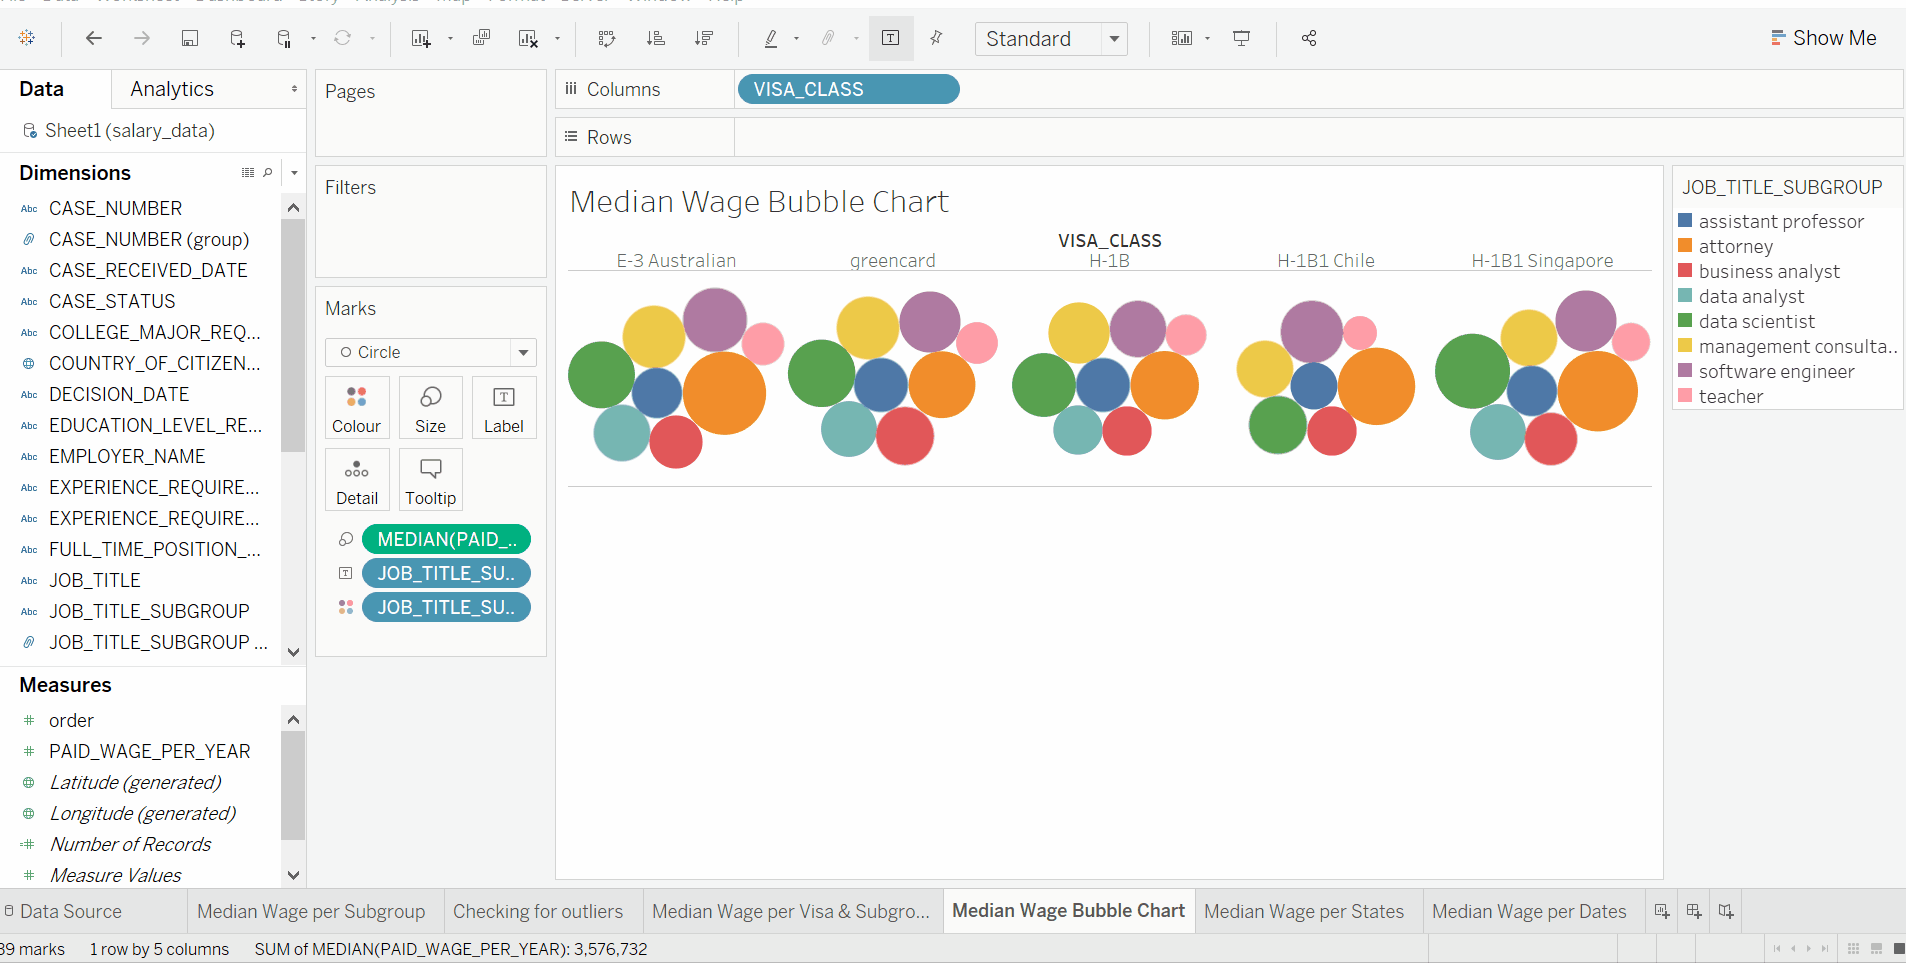 Standard
Show Me
Data
Analytics
Pages
Columns
VISA_CLASS
Sheet1 (salary_data)
Rows
Dimensions
Filters
CASE_NUMBER
CASE_NUMBER (group)
CASE_RECEIVED_DATE
CASE_STATUS
COLLEGE_MAJOR_REQ...
COUNTRY_OF_CITIZEN...
DECISION_DATE
EDUCATION_LEVEL_RE...
EMPLOYER_NAME
EXPERIENCE_REQUIRE...
EXPERIENCE_REQUIRE...
FULL_TIME_POSITION_...
JOB_TITLE
JOB_TITLE_SUBGROUP
JOB_TITLE_SUBGROUP ...
Measures
order
PAID_WAGE_PER_YEAR
Latitude (generated)
Longitude (generated)
Number of Records
Measure Values
Marks
Circle
Colour
Size
Label
Detail
Tooltip
MEDIAN(PAID_..
JOB_TITLE_SU..
JOB_TITLE_SU..
Median Wage Bubble Chart
VISA_CLASS
E-3 Australian
greencard
H-1B
H-1B1 Chile
H-1B1 Singapore
JOB_TITLE_SUBGROUP
assistant professor
attorney
business analyst
data analyst
data scientist
management consulta..
software engineer
teacher
Data Source
Median Wage per Subgroup
Checking for outliers
Median Wage per Visa & Subgro...
Median Wage Bubble Chart
Median Wage per States
Median Wage per Dates
39 marks
1 row by 5 columns
SUM of MEDIAN(PAID_WAGE_PER_YEAR): 3,576,732